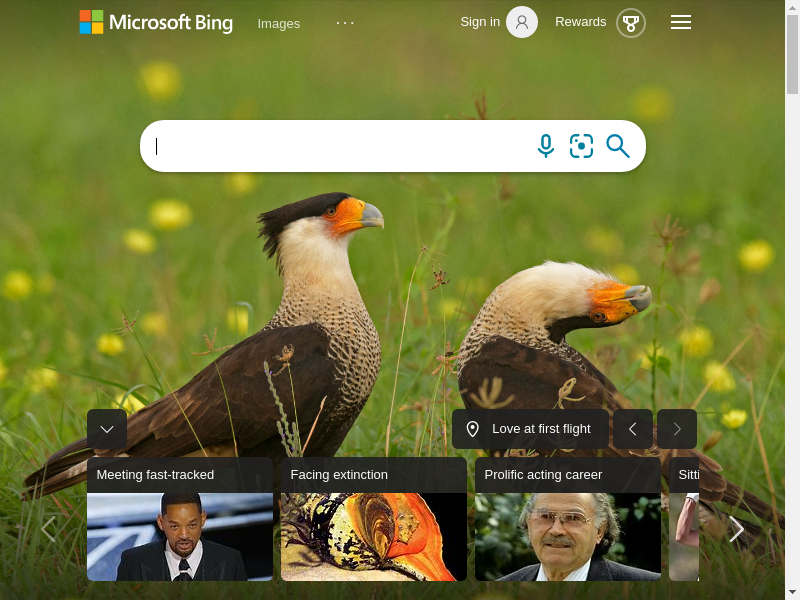 Microsoft Bing
Images
Sign in
Rewards
Love at first flight
Meeting fast-tracked
Facing extinction
Prolific acting career
Sitti